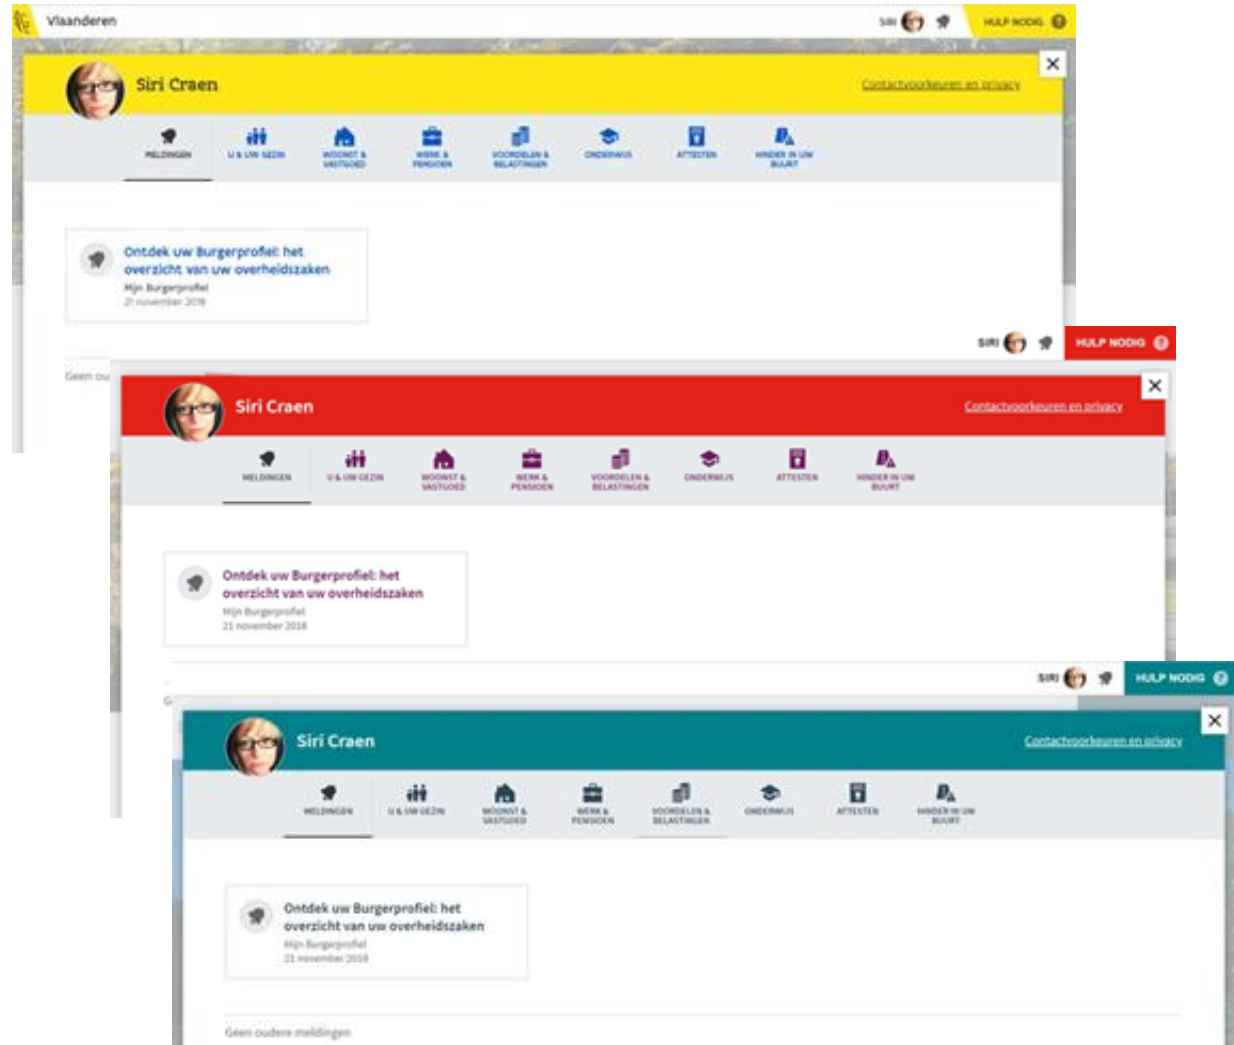 Vlaanderen
SIRI
HULP NODIG
Siri Craen
Contactvoorkeuren en privacy
MELDINGEN
U & UW GEZIN
WOONST &
VASTGOED
WERK &
PENSIOEN
VOORDELEN &
BELASTINGEN
ONDERWIJS
ATTESTEN
HINDER IN UW
BUURT
Ontdek uw Burgerprofiel: het
overzicht van uw overheidszaken
Mijn Burgerprofiel
21 november 2018
Geen ou
SIRI
HULP NODIG
Siri Craen
Contactvoorkeuren en privacy
MELDINGEN
U & UW GEZIN
WOONST &
VASTGOED
WERK &
PENSIOEN
VOORDELEN &
BELASTINGEN
ONDERWIJS
ATTESTEN
HINDER IN UW
BUURT
Ontdek uw Burgerprofiel: het
overzicht van uw overheidszaken
Mijn Burgerprofiel
21 november 2018
G
SIRI
HULP NODIG
Siri Craen
Contactvoorkeuren en privacy
MELDINGEN
U & UW GEZIN
WOONST &
VASTGOED
WERK &
PENSIOEN
VOORDELEN &
BELASTINGEN
ONDERWIJS
ATTESTEN
HINDER IN UW
BUURT
Ontdek uw Burgerprofiel: het
overzicht van uw overheidszaken
Mijn Burgerprofiel
21 november 2018
Geen oudere meldingen